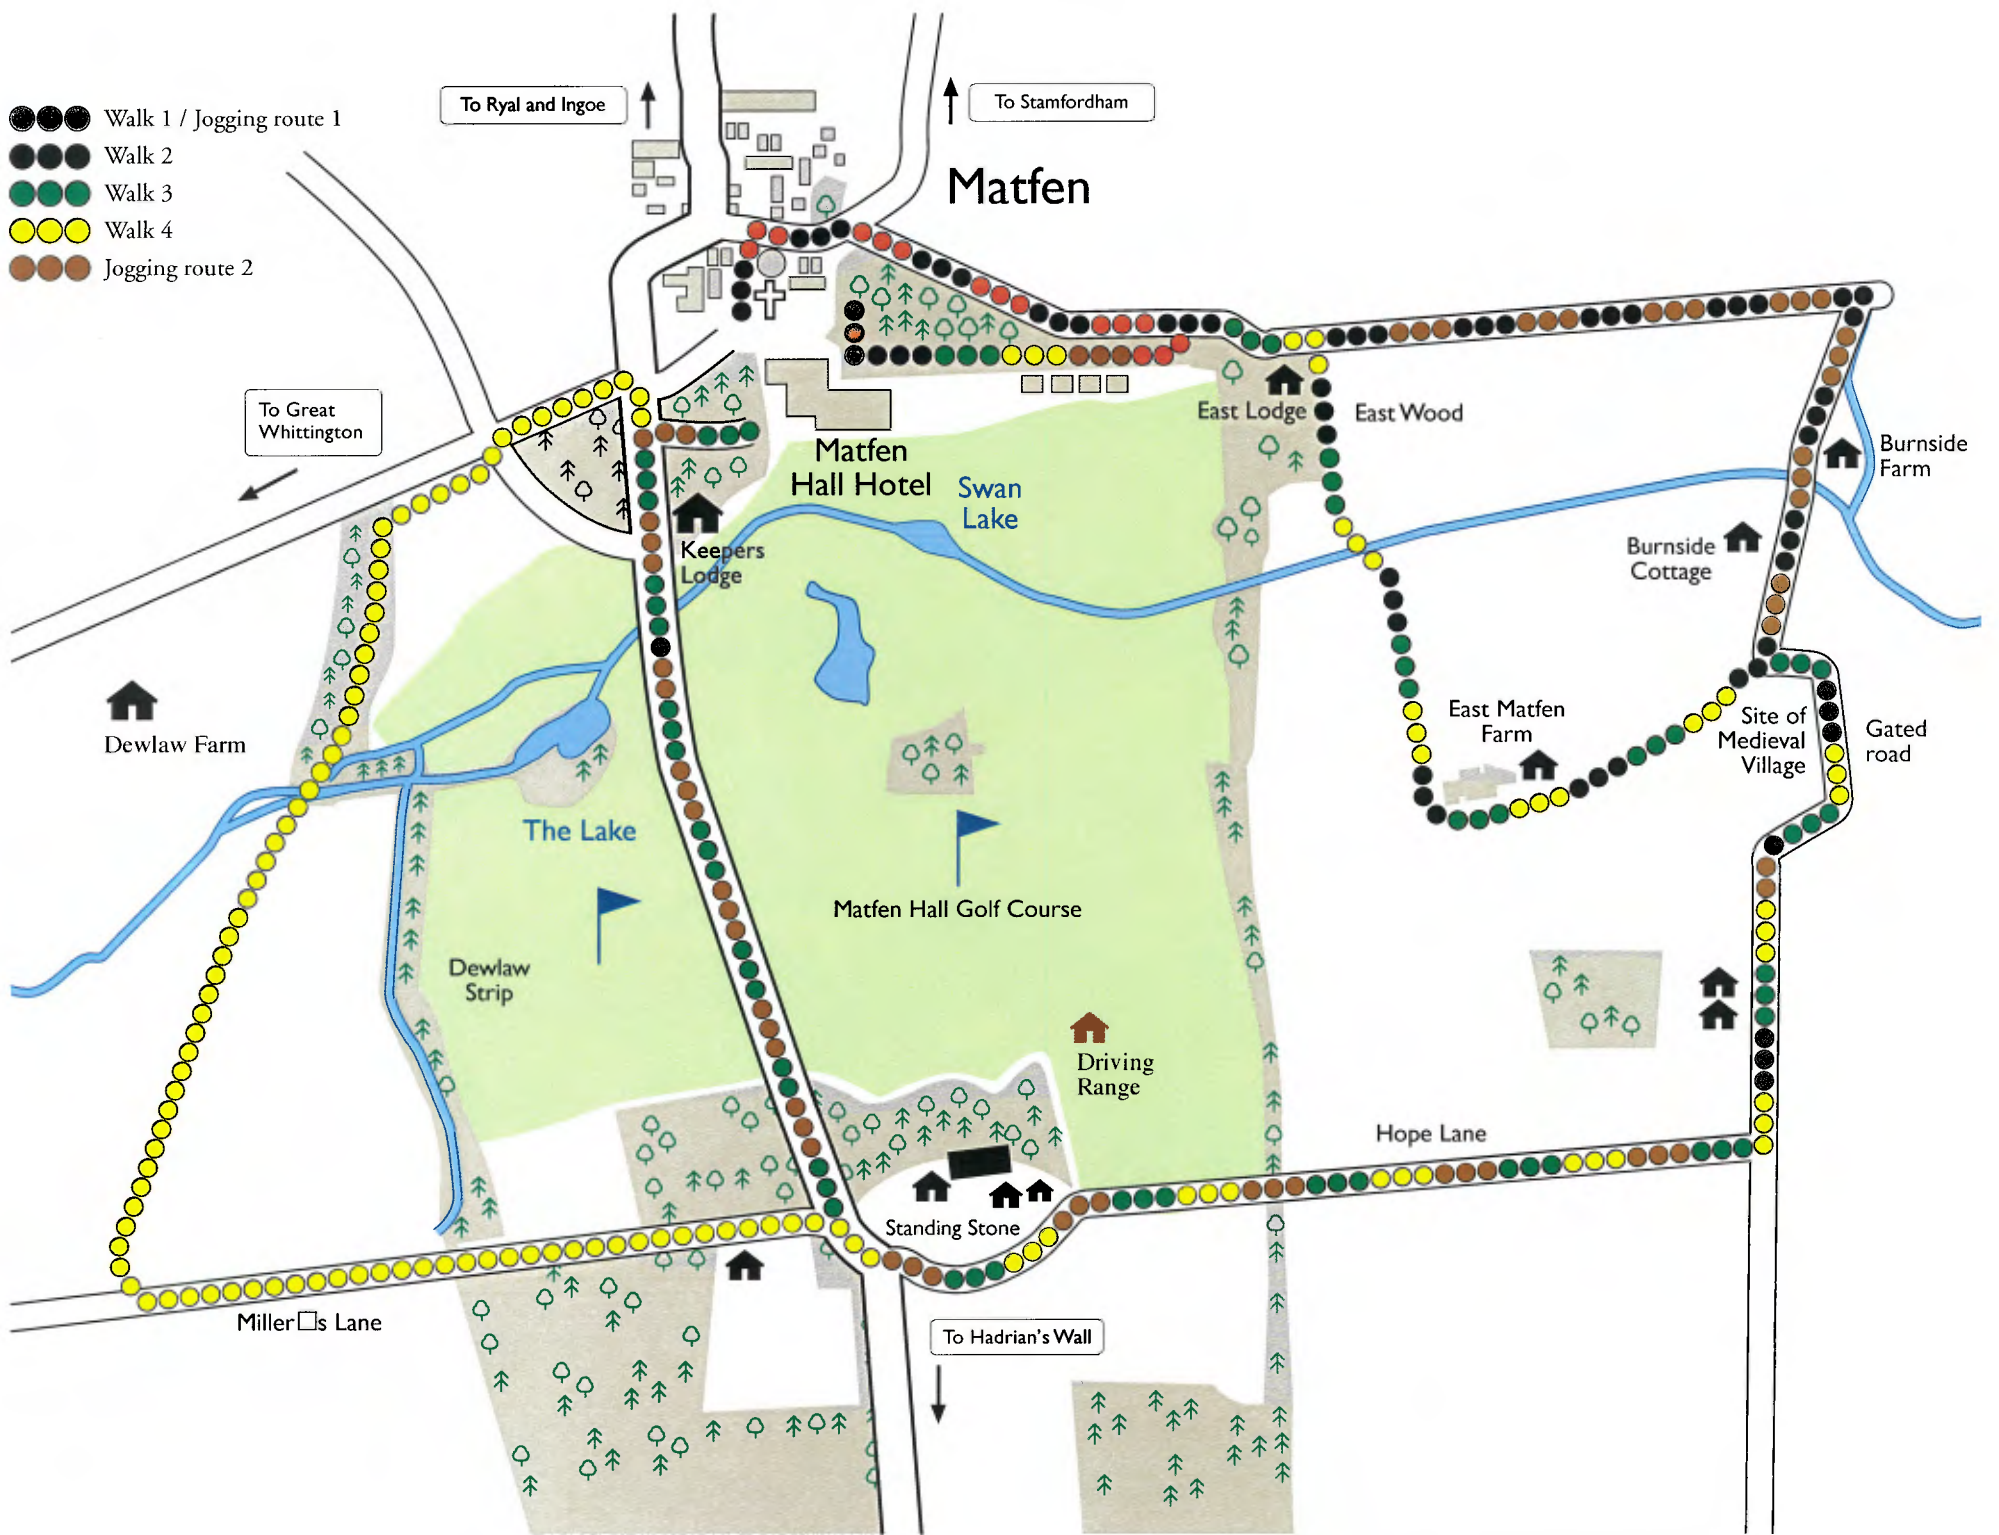 Walk 1 / Jogging route 1
Walk 2
Walk 3
Walk 4
Jogging route 2
To Ryal and Ingoe
To Stamfordham
Matfen
To Great
Whittington
East Lodge
East Wood
Matfen
Hall Hotel
Swan
Lake
Burnside
Farm
Keepers
Lodge
Burnside
Cottage
Dewlaw Farm
East Matfen
Farm
Site of
Medieval
Village
Gated
road
The Lake
Matfen Hall Golf Course
Dewlaw
Strip
Driving
Range
Hope Lane
Standing Stone
Miller□s Lane
To Hadrian's Wall